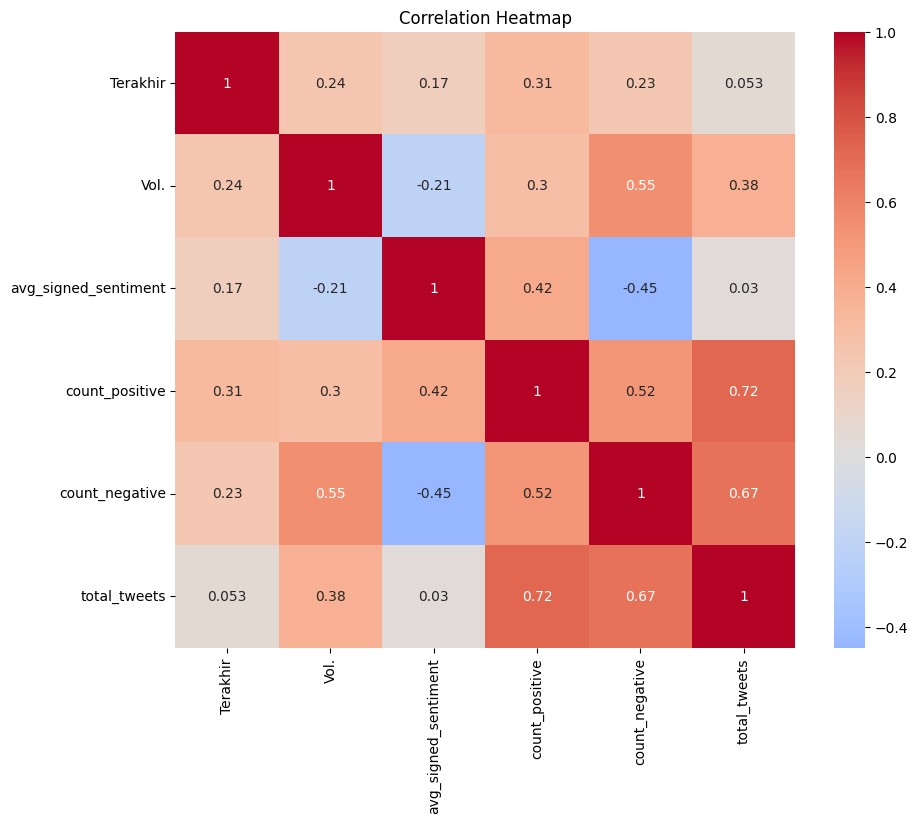 Correlation Heatmap
Terakhir 1 0.24 0.17 0.31 0.23 0.053
Vol. 0.24 1 -0.21 0.3 0.55 0.38
avg_signed_sentiment 0.17 -0.21 1 0.42 -0.45 0.03
count_positive 0.31 0.3 0.42 1 0.52 0.72
count_negative 0.23 0.55 -0.45 0.52 1 0.67
total_tweets 0.053 0.38 0.03 0.72 0.67 1
Terakhir
Vol.
avg_signed_sentiment
count_positive
count_negative
total_tweets
1.0
0.8
0.6
0.4
0.2
0.0
−0.2
−0.4